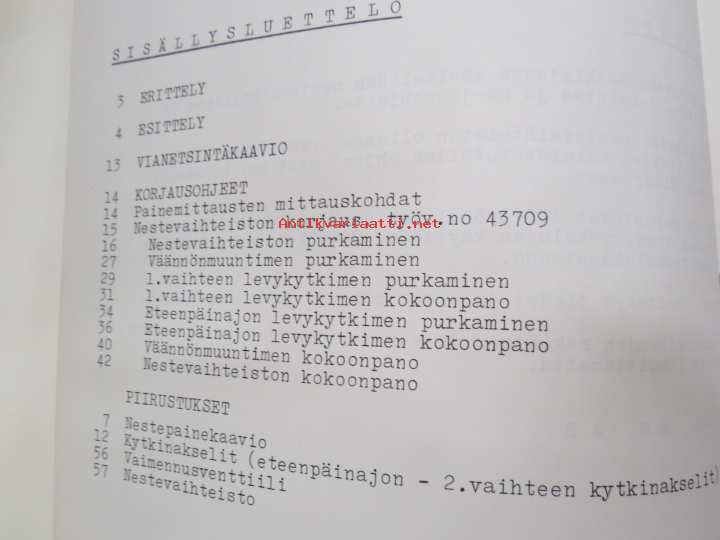 SISÄLLYSLUETTELO
3 ERITTELY
4 ESITTELY
13 VIANETSINTÄKAAVIO
14 KORJAUSOHJEET
14 Painemittausten mittauskohdat
15 Nestevaihteiston korjaus, työv.no 43709
Antikvariaatti.net
16 Nestevaihteiston purkaminen
27 Väännönmuuntimen purkaminen
29 1.vaihteen levykytkimen purkaminen
31 1.vaihteen levykytkimen kokoonpano
34 Eteenpäinajon levykytkimen purkaminen
36 Eteenpäinajon levykytkimen kokoonpano
40 Väännönmuuntimen kokoonpano
42 Nestevaihteiston kokoonpano
PIIRUSTUKSET
7 Nestepainekaavio
12 Kytkinakselit (eteenpäinajon - 2.vaihteen kytkinakselit)
56 Vaimennusventtiili
57 Nestevaihteisto